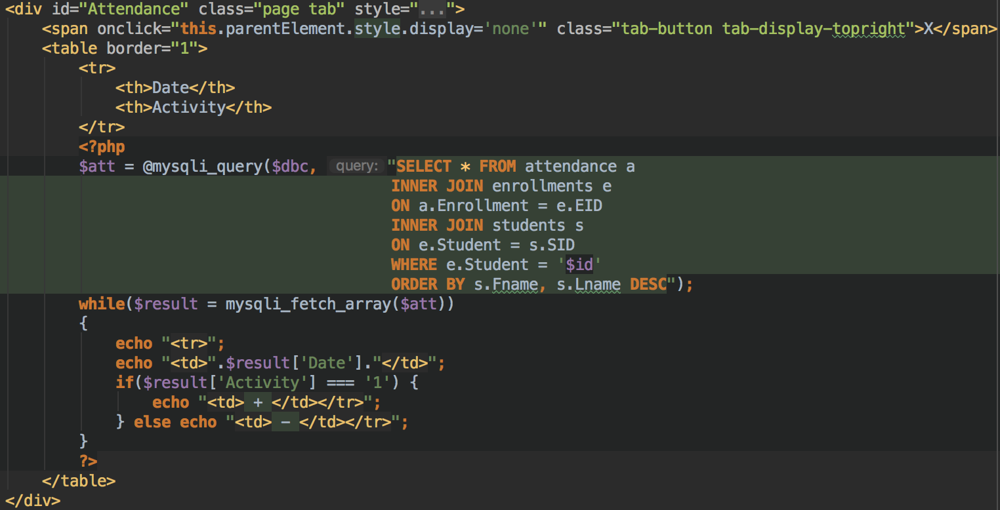 <div id="Attendance" class="page tab" style="...">
<span onclick="this.parentElement.style.display='none'" class="tab-button tab-display-topright">X</span>
<table border="1">
<tr>
<th>Date</th>
<th>Activity</th>
</tr>
<?php
$att = @mysqli_query($dbc, query: "SELECT * FROM attendance a
INNER JOIN enrollments e
ON a.Enrollment = e.EID
INNER JOIN students s
ON e.Student = s.SID
WHERE e.Student = '$id'
ORDER BY s.Fname, s.Lname DESC");
while($result = mysqli_fetch_array($att))
{
echo "<tr>";
echo "<td>".$result['Date']."</td>";
if($result['Activity'] === '1') {
echo "<td> + </td></tr>";
} else echo "<td> - </td></tr>";
}
?>
</table>
</div>